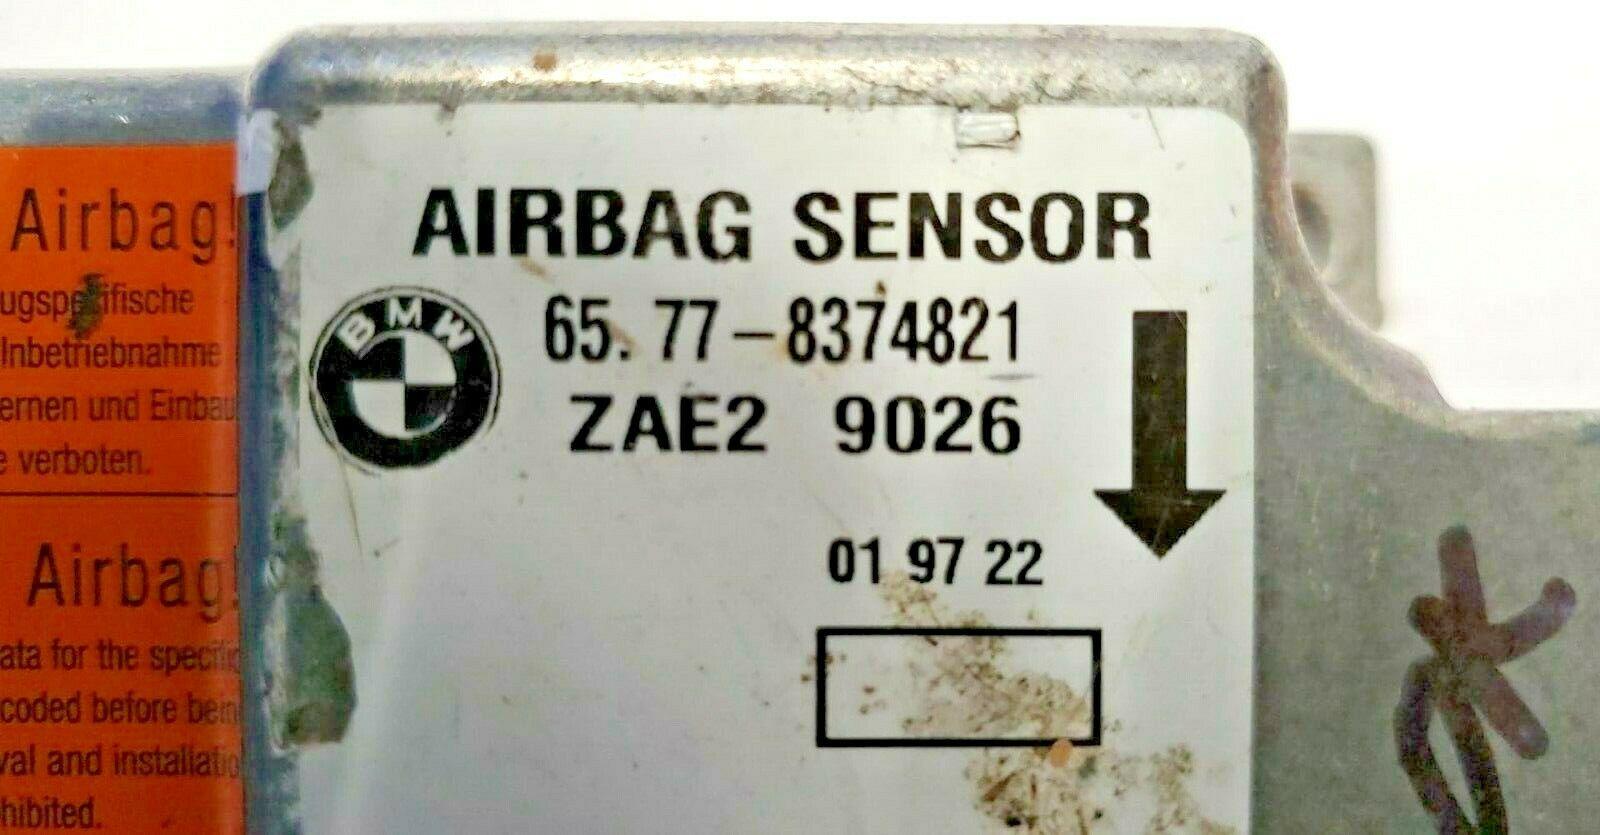 Airbag!
ugspezifische
Inbetriebnahme
ernen und Einbau
e verboten.
Airbag!
ata for the specific
coded before bein
val and installatio
hibited.
AIRBAG SENSOR
BMW
65.77-8374821
ZAE2 9026
01 97 22